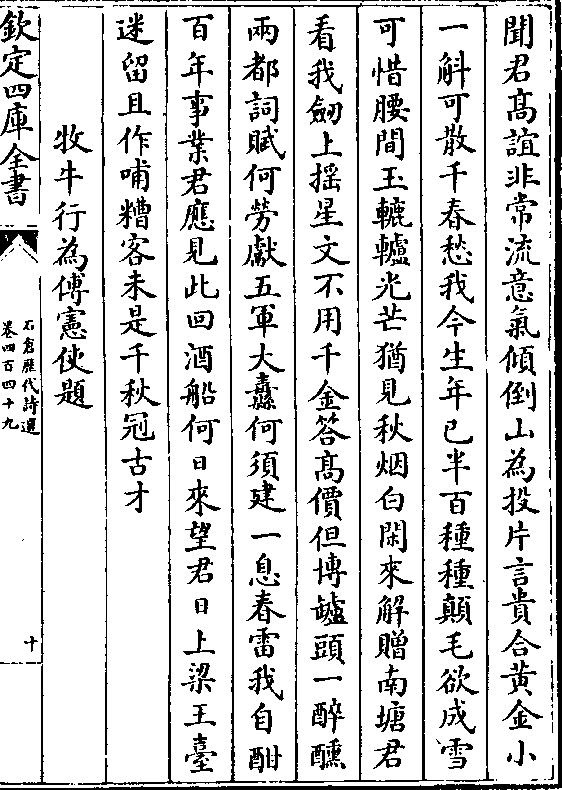 聞君髙誼非常流意氣傾倒山為投片言貴合黄金小
一斛可散千春愁我今生年已半百種種顛毛欲成雪
可惜腰間玉轆轤光芒猶見秋烟白閑來解贈南塘君
看我劒上揺星文不用千金答髙價但博罏頭一醉醺
兩都詞賦何勞獻五軍大纛何須建一息春雷我自酣
百年事業君應見此回酒船何日來望君日上梁王臺
迷留且作哺糟客未是千秋冠古才
牧牛行為傅憲使題
欽定四庫全書
石倉歴代詩選
卷四百四十九
十